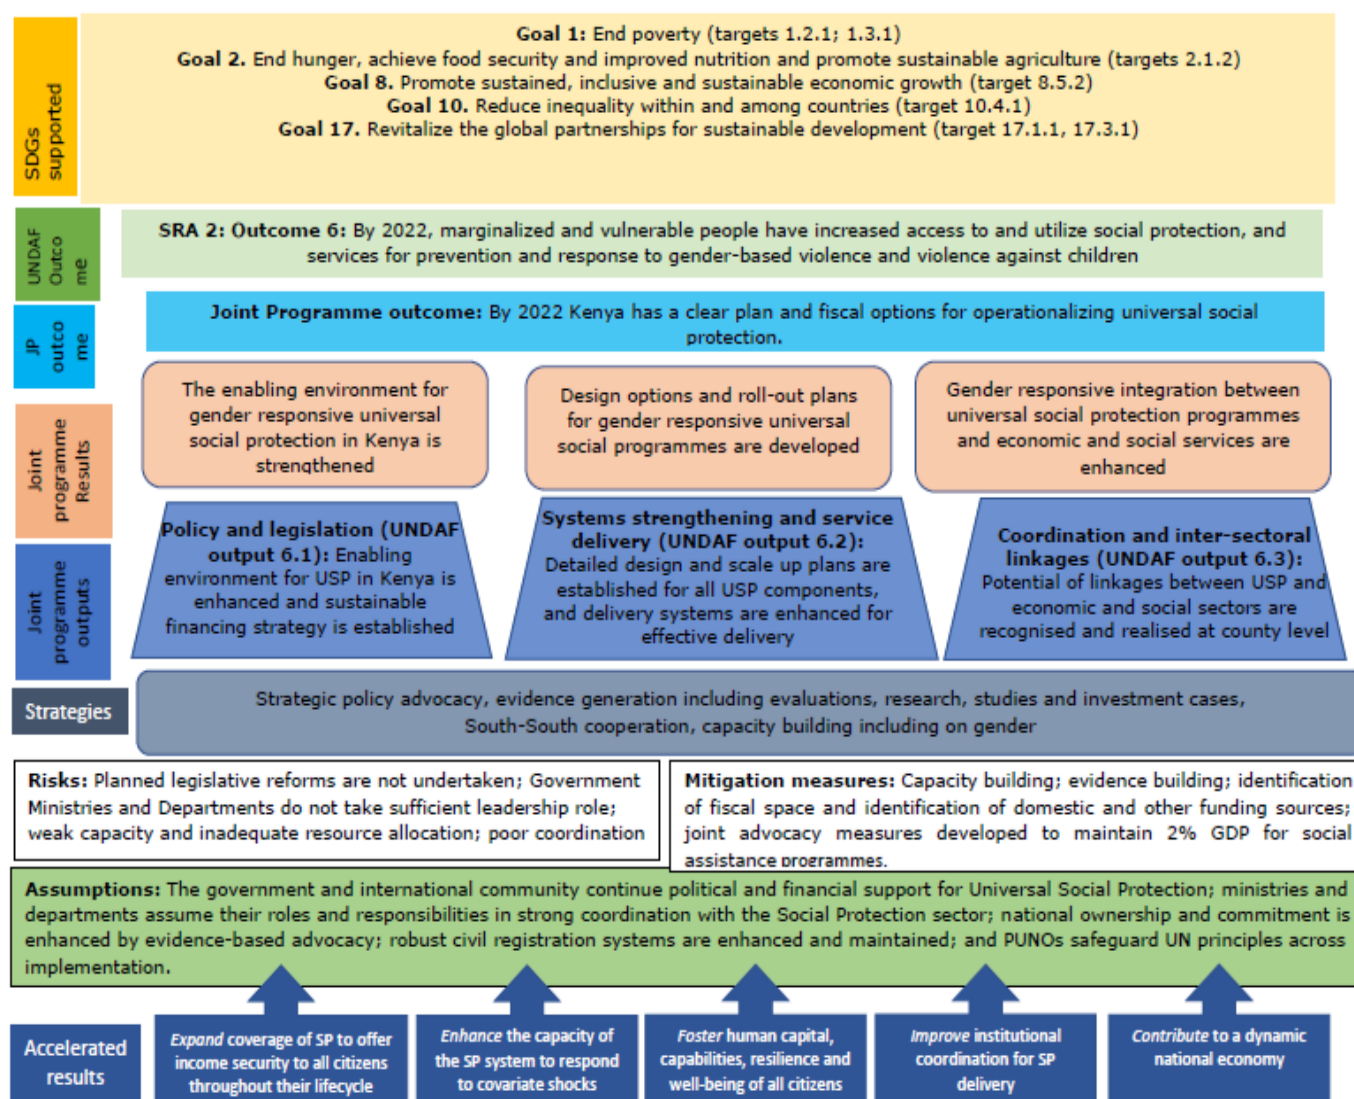 SDGs
supported
Goal 1: End poverty (targets 1.2.1; 1.3.1)
Goal 2. End hunger, achieve food security and improved nutrition and promote sustainable agriculture (targets 2.1.2)
Goal 8. Promote sustained, inclusive and sustainable economic growth (target 8.5.2)
Goal 10. Reduce inequality within and among countries (target 10.4.1)
Goal 17. Revitalize the global partnerships for sustainable development (target 17.1.1, 17.3.1)
UNDAF
Outco
me
SRA 2: Outcome 6: By 2022, marginalized and vulnerable people have increased access to and utilize social protection, and
services for prevention and response to gender-based violence and violence against children
JP
outco
me
Joint Programme outcome: By 2022 Kenya has a clear plan and fiscal options for operationalizing universal social
protection.
Joint
programme
Results
The enabling environment for
gender responsive universal
social protection in Kenya is
strengthened
Design options and roll-out plans
for gender responsive universal
social programmes are developed
Gender responsive integration between
universal social protection programmes
and economic and social services are
enhanced
Joint
programme
outputs
Policy and legislation (UNDAF
output 6.1): Enabling
environment for USP in Kenya is
enhanced and sustainable
financing strategy is established
Systems strengthening and service
delivery (UNDAF output 6.2):
Detailed design and scale up plans are
established for all USP components,
and delivery systems are enhanced for
effective delivery
Coordination and inter-sectoral
linkages (UNDAF output 6.3):
Potential of linkages between USP and
economic and social sectors are
recognised and realised at county level
Strategies
Strategic policy advocacy, evidence generation including evaluations, research, studies and investment cases,
South-South cooperation, capacity building including on gender
Risks: Planned legislative reforms are not undertaken; Government
Ministries and Departments do not take sufficient leadership role;
weak capacity and inadequate resource allocation; poor coordination
Mitigation measures: Capacity building; evidence building; identification
of fiscal space and identification of domestic and other funding sources;
joint advocacy measures developed to maintain 2% GDP for social
assistance programmes.
Assumptions: The government and international community continue political and financial support for Universal Social Protection; ministries and
departments assume their roles and responsibilities in strong coordination with the Social Protection sector; national ownership and commitment is
enhanced by evidence-based advocacy; robust civil registration systems are enhanced and maintained; and PUNOs safeguard UN principles across
implementation.
Accelerated
results
Expand coverage of SP to offer
income security to all citizens
throughout their lifecycle
Enhance the capacity of
the SP system to respond
to covariate shocks
Foster human capital,
capabilities, resilience and
well-being of all citizens
Improve institutional
coordination for SP
delivery
Contribute to a dynamic
national economy